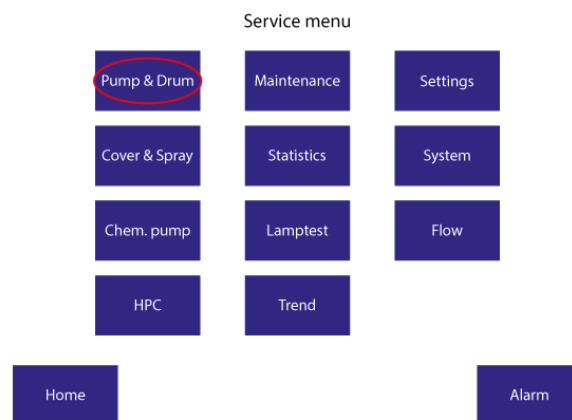 Service menu
Pump & Drum
Maintenance
Settings
Cover & Spray
Statistics
System
Chem. pump
Lamptest
Flow
HPC
Trend
Home
Alarm